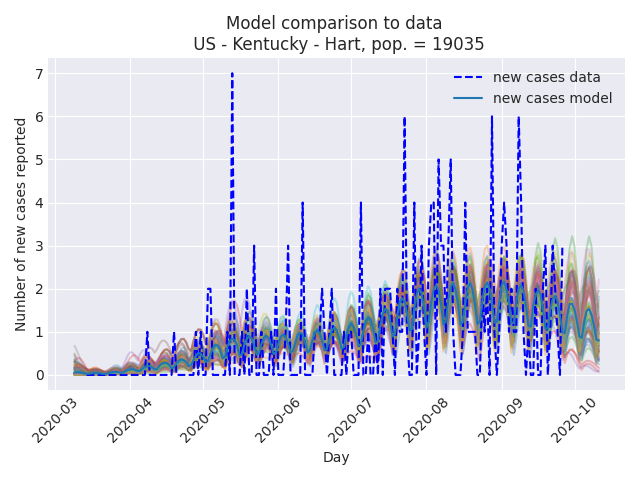 Model comparison to data
US - Kentucky - Hart, pop. = 19035
new cases data
new cases model
Number of new cases reported
7
6
5
4
3
2
1
0
2020-03
2020-04
2020-05
2020-06
2020-07
2020-08
2020-09
2020-10
Day